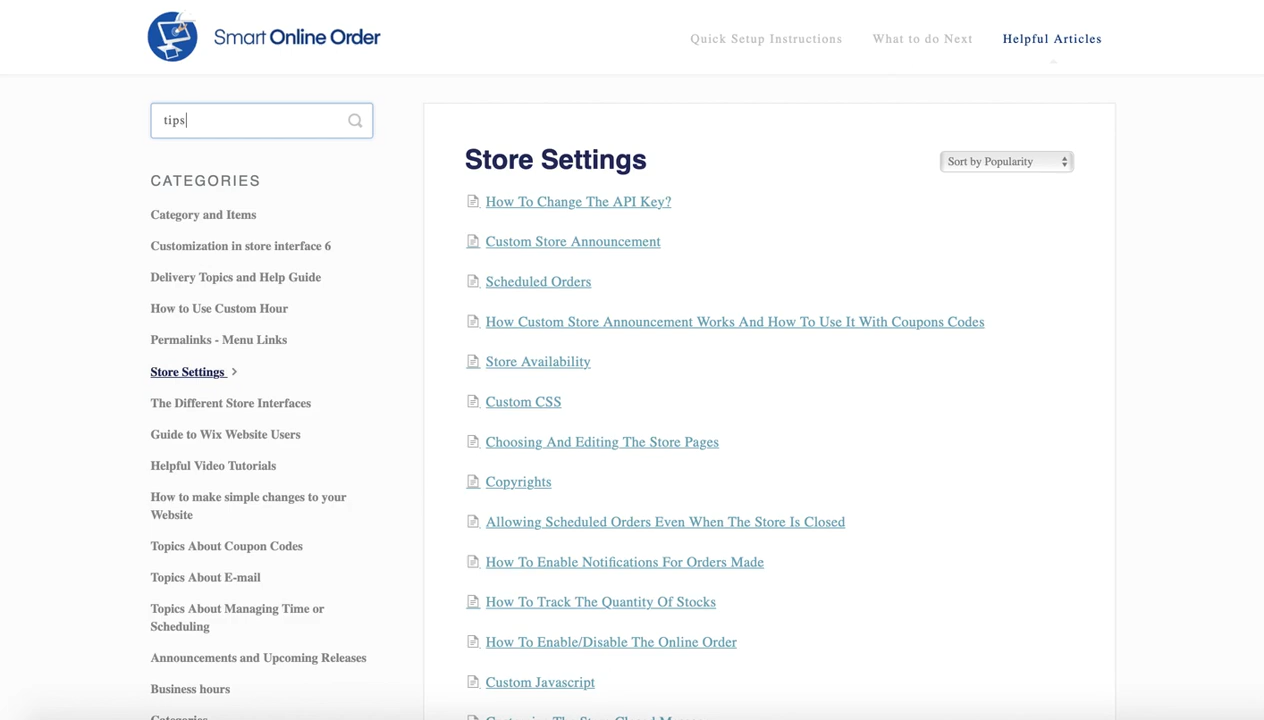 Smart Online Order
Quick Setup Instructions
What to do Next
Helpful Articles
tips
CATEGORIES
Category and Items
Customization in store interface 6
Delivery Topics and Help Guide
How to Use Custom Hour
Permalinks - Menu Links
Store Settings
The Different Store Interfaces
Guide to Wix Website Users
Helpful Video Tutorials
How to make simple changes to your
Website
Topics About Coupon Codes
Topics About E-mail
Topics About Managing Time or
Scheduling
Announcements and Upcoming Releases
Business hours
Categories
Store Settings
Sort by Popularity
How To Change The API Key?
Custom Store Announcement
Scheduled Orders
How Custom Store Announcement Works And How To Use It With Coupons Codes
Store Availability
Custom CSS
Choosing And Editing The Store Pages
Copyrights
Allowing Scheduled Orders Even When The Store Is Closed
How To Enable Notifications For Orders Made
How To Track The Quantity Of Stocks
How To Enable/Disable The Online Order
Custom Javascript